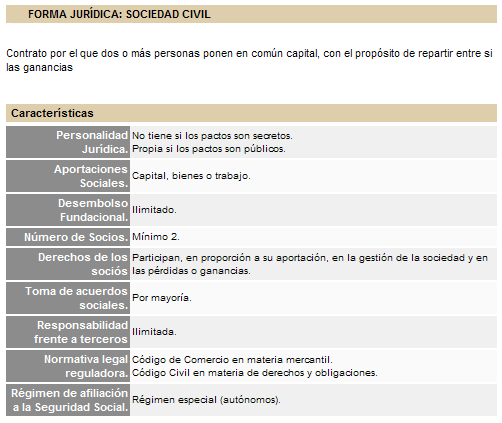 FORMA JURÍDICA: SOCIEDAD CIVIL
Contrato por el que dos o más personas ponen en común capital, con el propósito de repartir entre si
las ganancias
Características
Personalidad
Jurídica.
No tiene si los pactos son secretos.
Propia si los pactos son públicos.
Aportaciones
Sociales.
Capital, bienes o trabajo.
Desembolso
Fundacional.
Ilimitado.
Número de Socios.
Mínimo 2.
Derechos de los
sociós
Participan, en proporción a su aportación, en la gestión de la sociedad y en
las pérdidas o ganancias.
Toma de acuerdos
sociales.
Por mayoría.
Responsabilidad
frente a terceros
Ilimitada.
Normativa legal
reguladora.
Código de Comercio en materia mercantil.
Código Civil en materia de derechos y obligaciones.
Régimen de afiliación
a la Seguridad Social.
Régimen especial (autónomos).